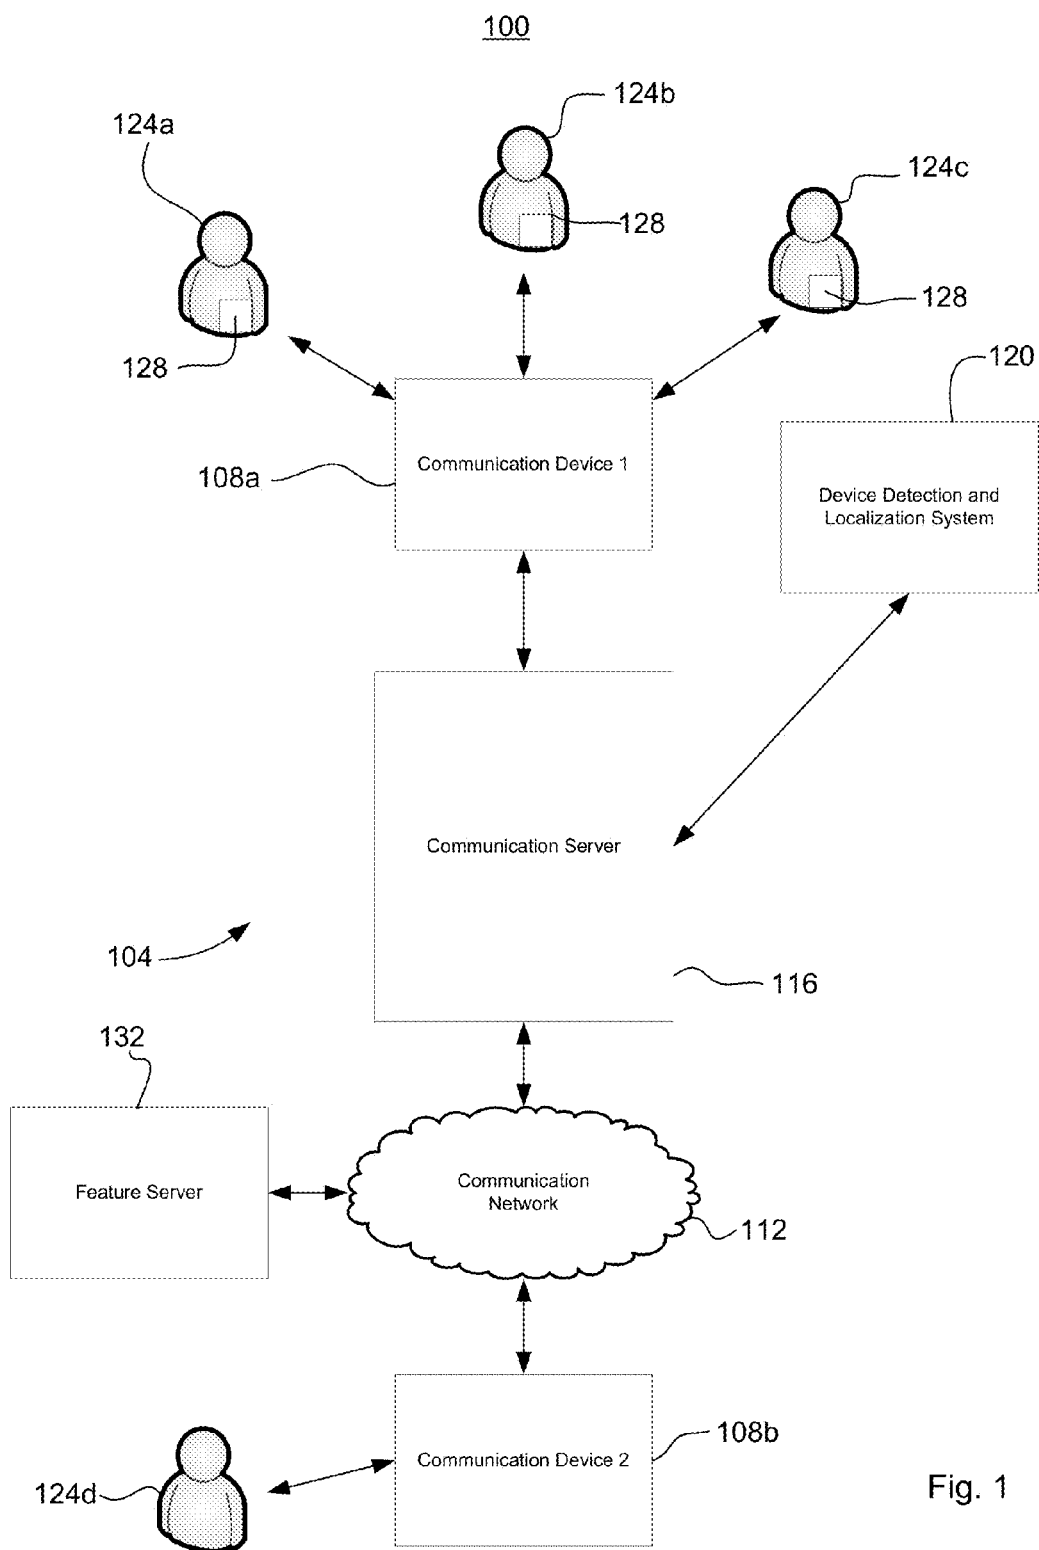 100
124b
124a
124c
128
128
128
120
Communication Device 1
108a
Device Detection and
Localization System
Communication Server
104
116
132
Feature Server
Communication
Network
112
108b
Communication Device 2
124d
Fig. 1